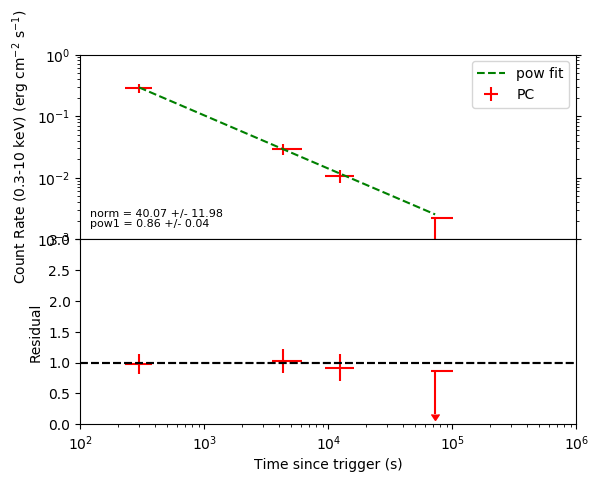 Count Rate (0.3-10 keV) (erg cm⁻² s⁻¹)
10⁰
10⁻¹
10⁻²
10⁻³
pow fit
PC
norm = 40.07 +/- 11.98
pow1 = 0.86 +/- 0.04
Residual
3.0
2.5
2.0
1.5
1.0
0.5
0.0
10² 10³ 10⁴ 10⁵ 10⁶
Time since trigger (s)